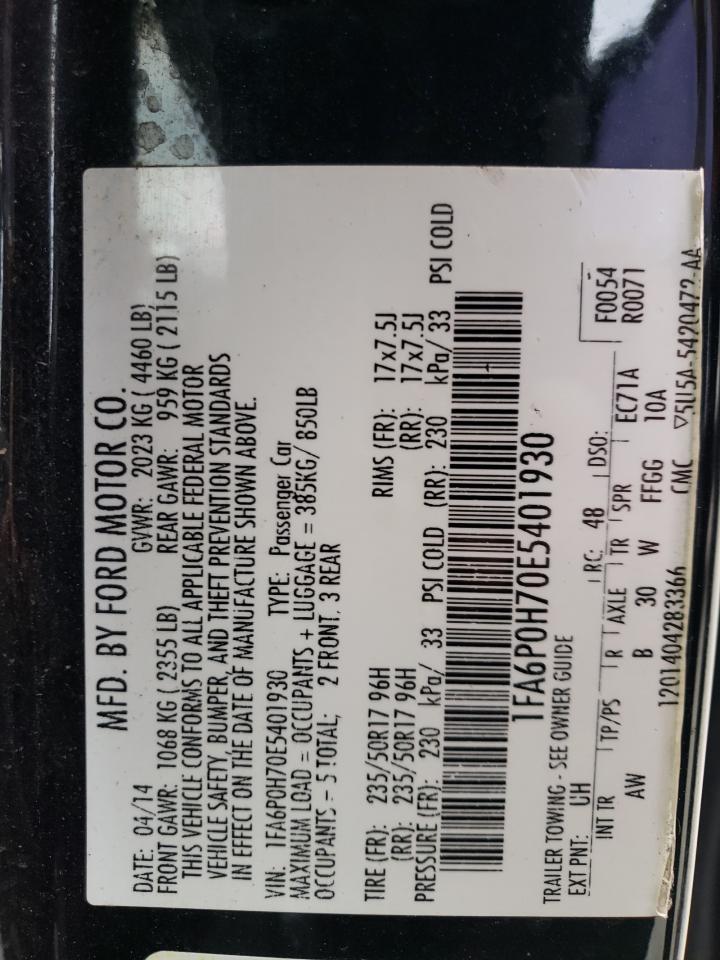 MFD. BY FORD MOTOR CO.
DATE: 04/14 GVWR: 2023 KG ( 4460 LB)
FRONT GAWR: 1068 KG ( 2355 LB) REAR GAWR: 959 KG ( 2115 LB)
THIS VEHICLE CONFORMS TO ALL APPLICABLE FEDERAL MOTOR
VEHICLE SAFETY, BUMPER, AND THEFT PREVENTION STANDARDS
IN EFFECT ON THE DATE OF MANUFACTURE SHOWN ABOVE.
VIN: 1FA6P0H70E5401930 TYPE: Passenger Car
MAXIMUM LOAD = OCCUPANTS + LUGGAGE = 385KG/ 850LB
OCCUPANTS = 5 TOTAL; 2 FRONT, 3 REAR
TIRE (FR): 235/50R17 96H RIMS (FR): 17x7.5J
(RR): 235/50R17 96H (RR): 17x7.5J
PRESSURE (FR): 230 kPa/ 33 PSI COLD (RR): 230 kPa/ 33 PSI COLD
1FA6P0H70E5401930
TRAILER TOWING - SEE OWNER GUIDE
EXT PNT: UH RC: 48 DSO: F0054
INT TR TP/PS R AXLE TR SPR EC71A R0071
AW B 30 W FFGG 10A
1201404283366 CMC ▽5U5A-5420472-AA